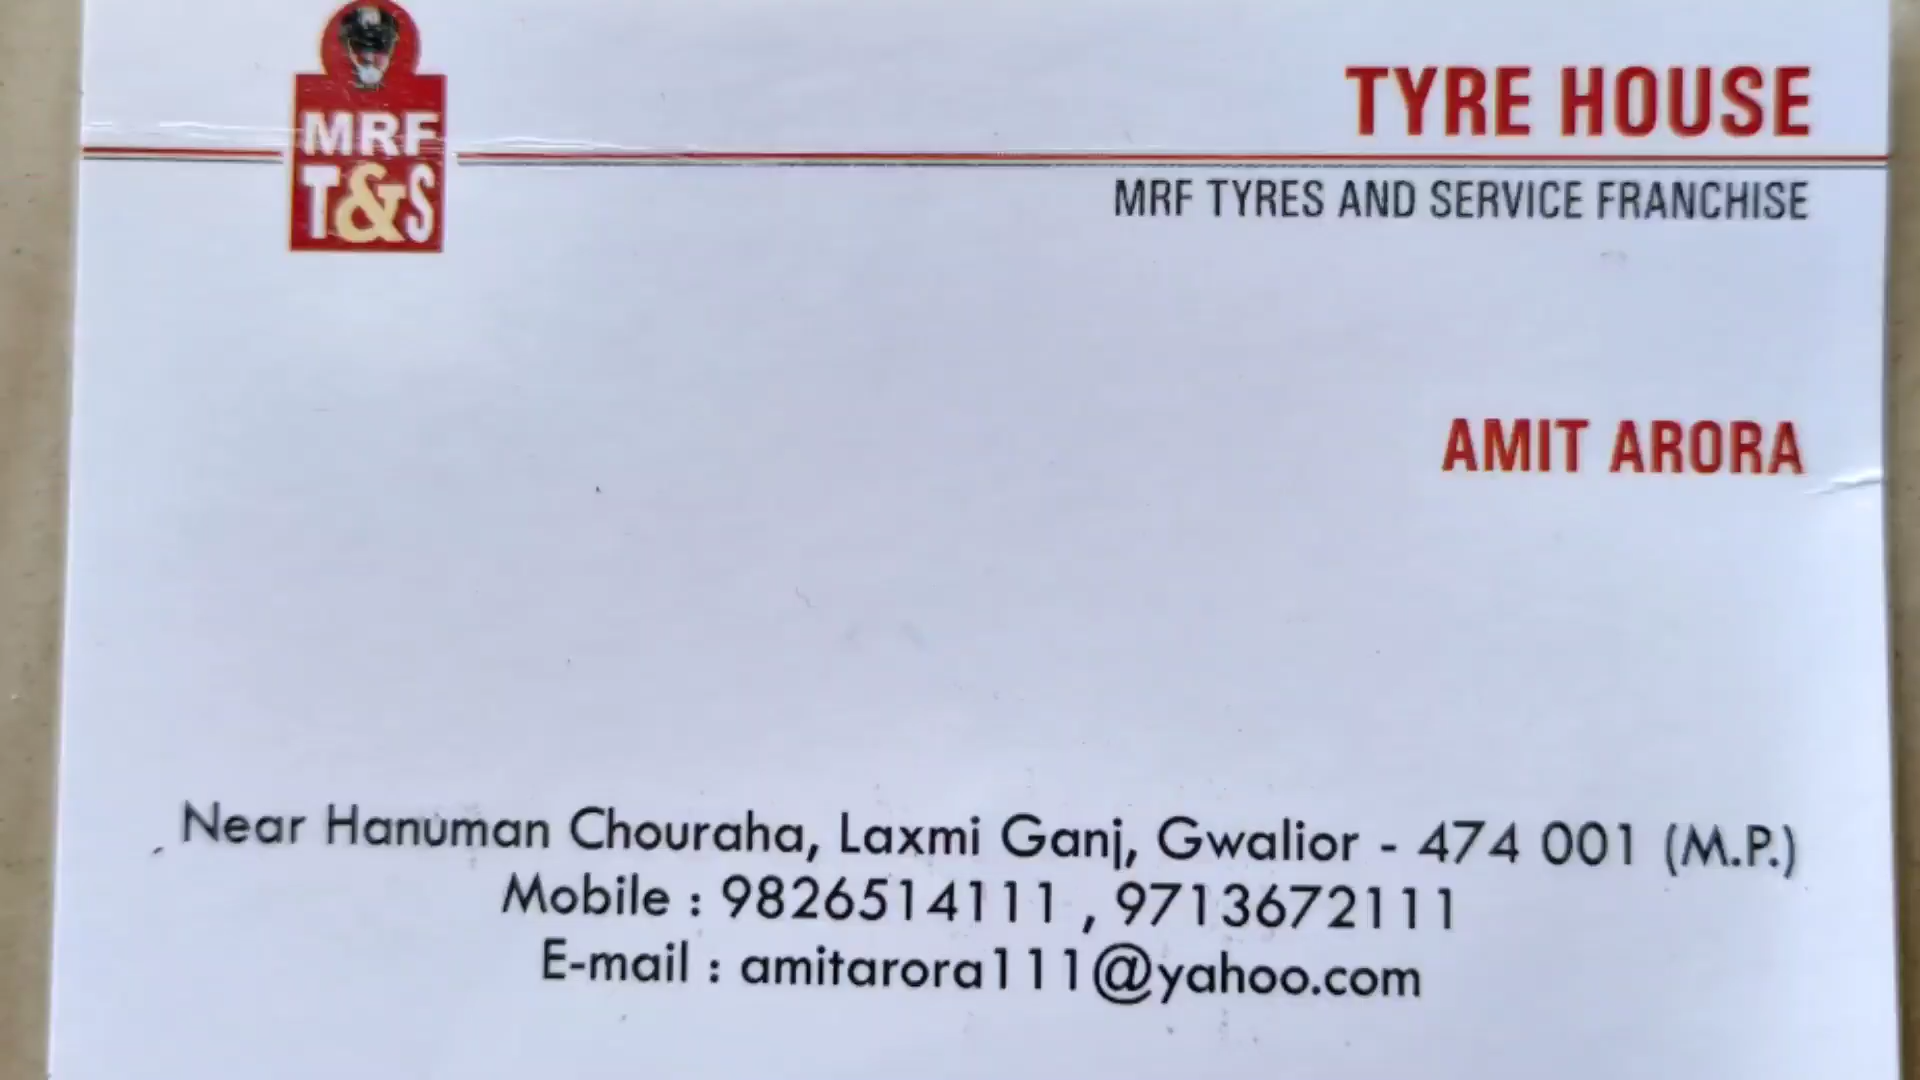 MRF
T&S
TYRE HOUSE
MRF TYRES AND SERVICE FRANCHISE
AMIT ARORA
Near Hanuman Chouraha, Laxmi Ganj, Gwalior - 474 001 (M.P.)
Mobile : 9826514111 , 9713672111
E-mail : amitarora111@yahoo.com